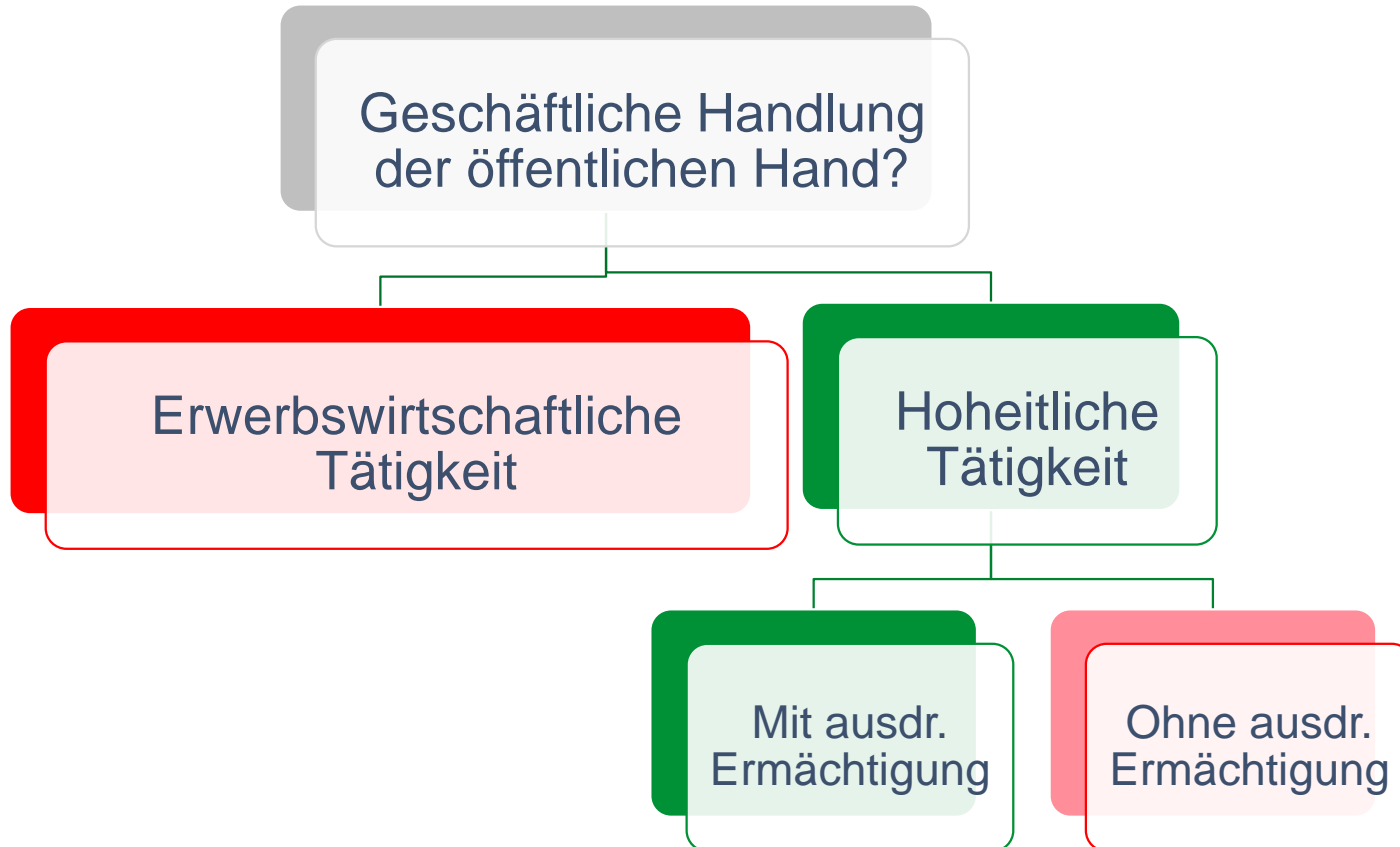 Geschäftliche Handlung
der öffentlichen Hand?
Erwerbswirtschaftliche
Tätigkeit
Hoheitliche
Tätigkeit
Mit ausdr.
Ermächtigung
Ohne ausdr.
Ermächtigung